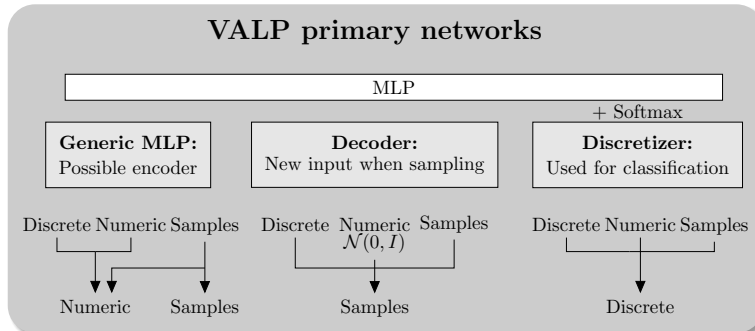 VALP primary networks
MLP
+ Softmax
Generic MLP:
Possible encoder
Decoder:
New input when sampling
Discretizer:
Used for classification
Discrete Numeric Samples
Discrete Numeric Samples
𝒩(0, I)
Discrete Numeric Samples
Numeric Samples
Samples
Discrete